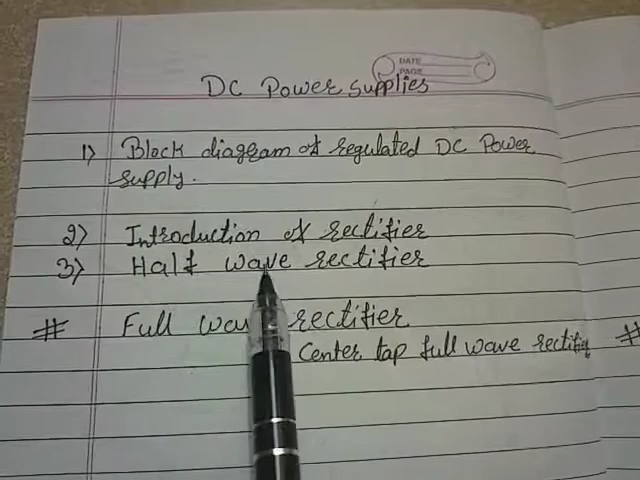 DATE
PAGE
DC Power supplies
1) Block diagram of regulated DC Power
supply.
2) Introduction of rectifier
3) Half wave rectifier
# Full wave rectifier
Center tap full wave rectifi
#